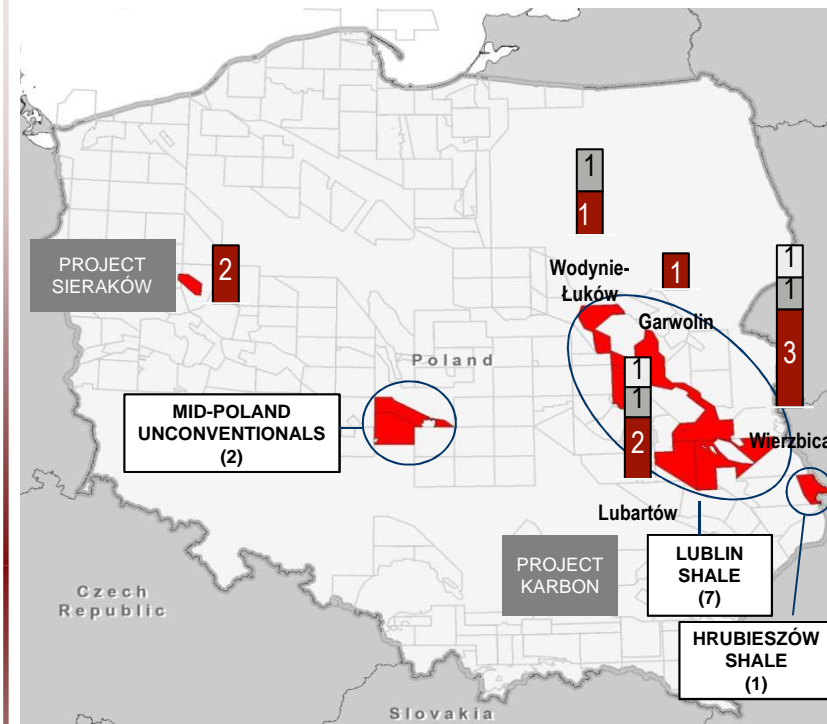 1
1
PROJECT
SIERAKÓW
2
Wodynie-
Łuków
1
1
1
3
Garwolin
Poland
1
1
2
MID-POLAND
UNCONVENTIONALS
(2)
Wierzbica
Lubartów
PROJECT
KARBON
LUBLIN
SHALE
(7)
Czech
Republic
HRUBIESZÓW
SHALE
(1)
Slovakia